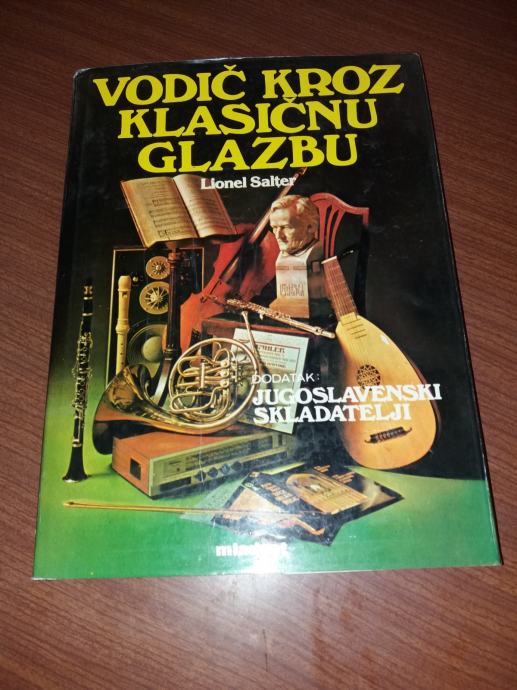 VODIČ KROZ
KLASIČNU
GLAZBU
Lionel Salter
DODATAK:
JUGOSLAVENSKI
SKLADATELJI